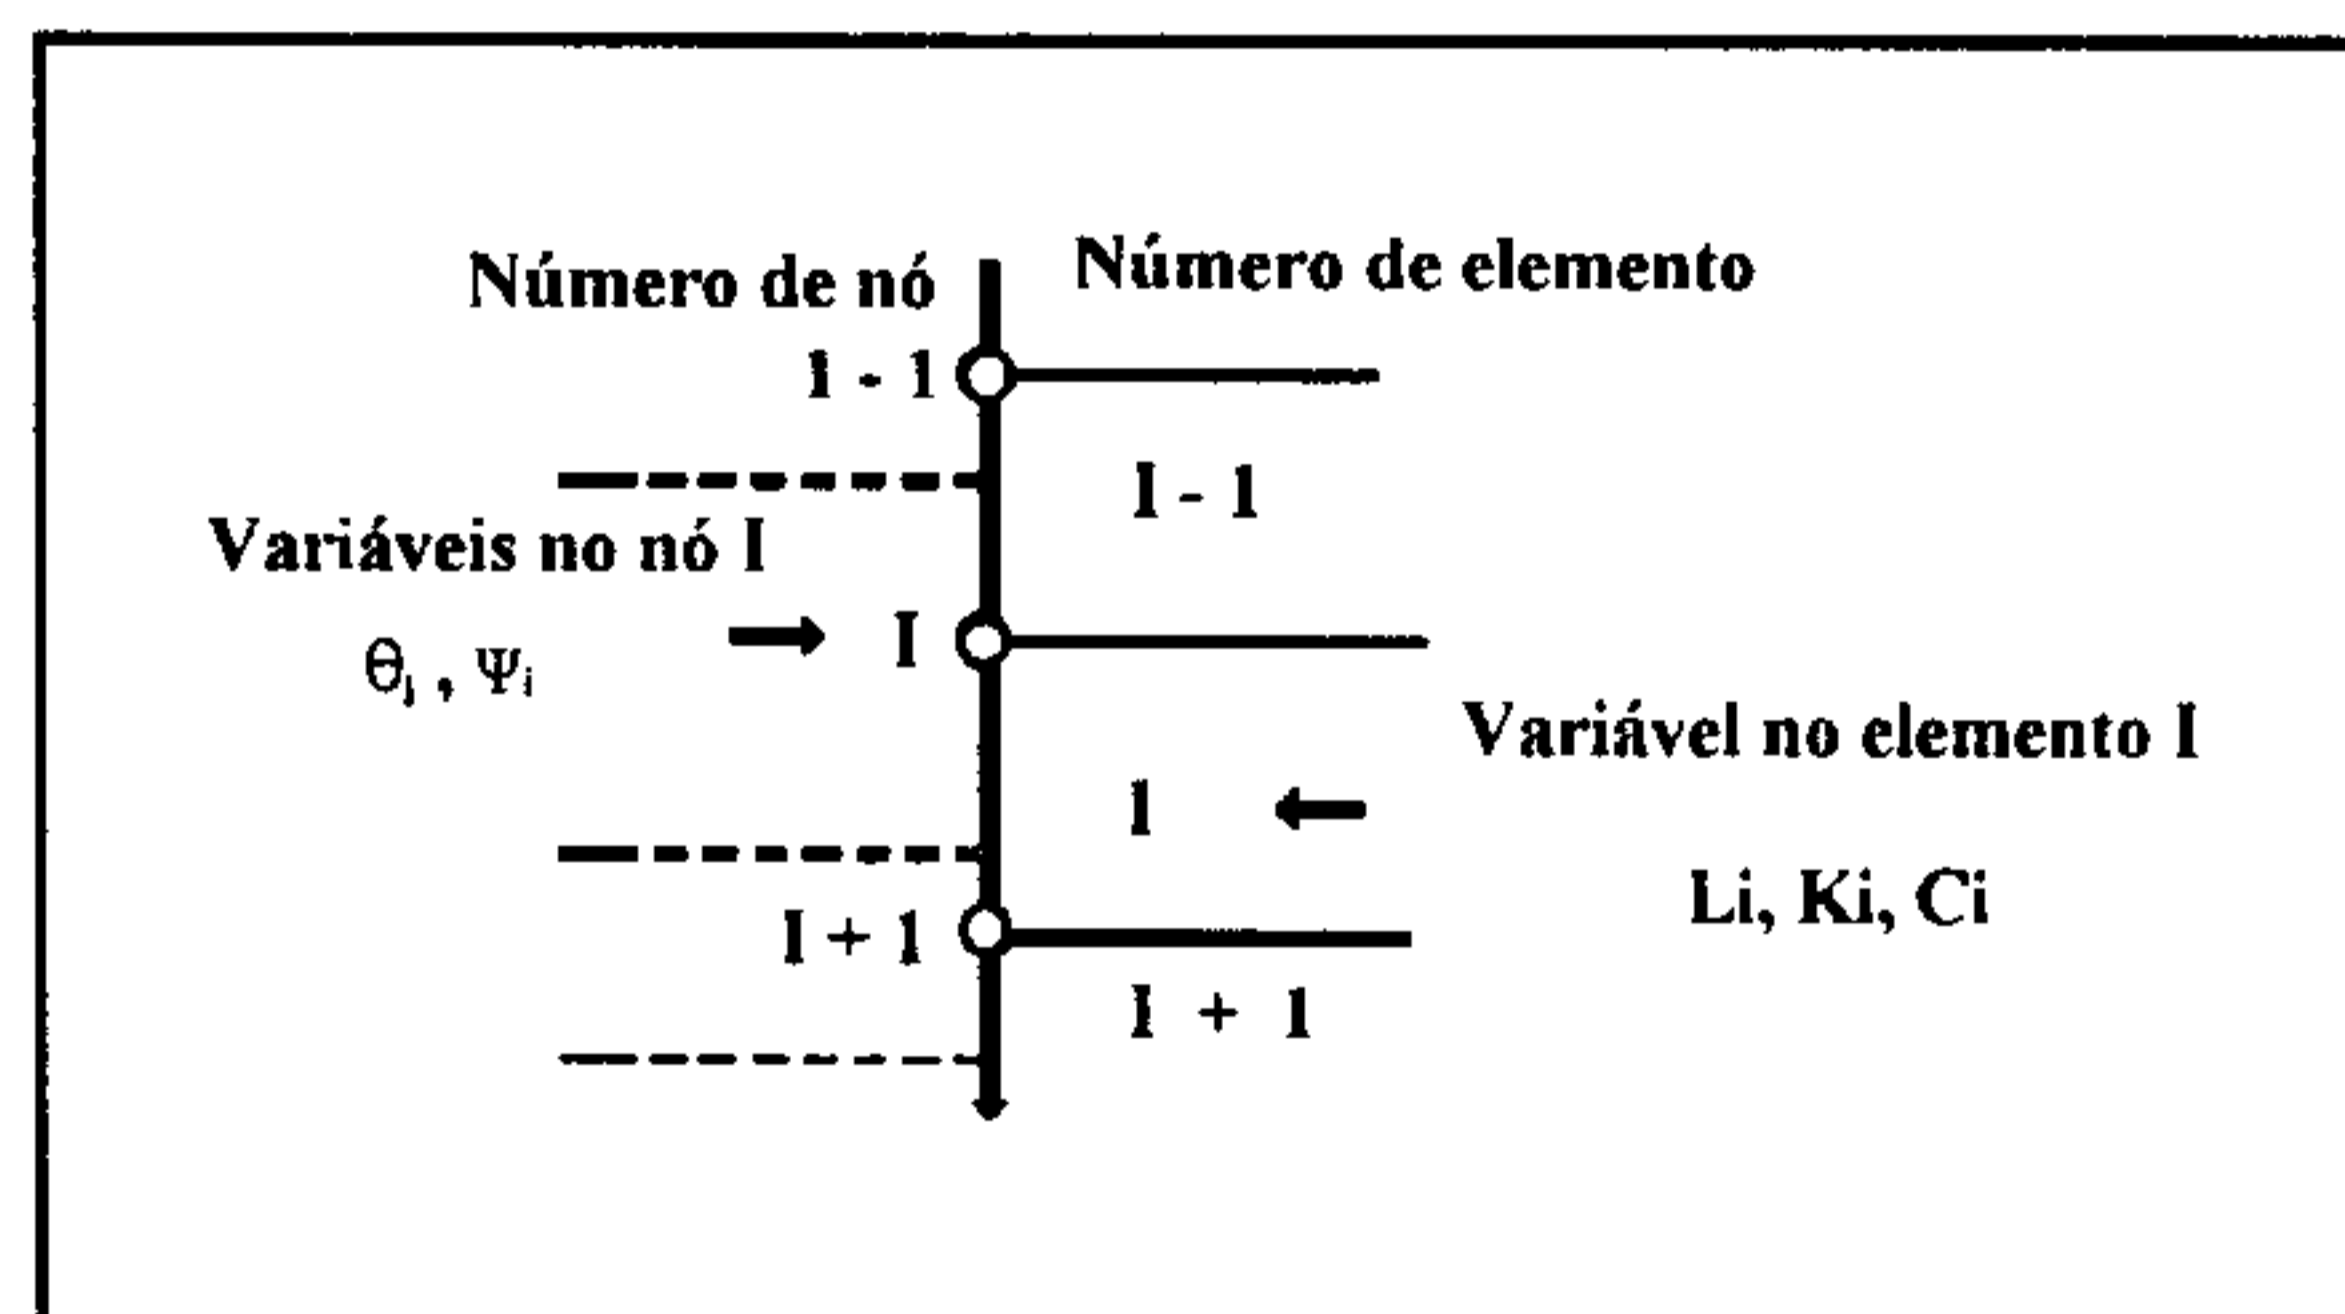 Número de nó
Número de elemento
I - 1
I - 1
Variáveis no nó I
I
θj , Ψi
Variável no elemento I
I
Li, Ki, Ci
I + 1
I + 1